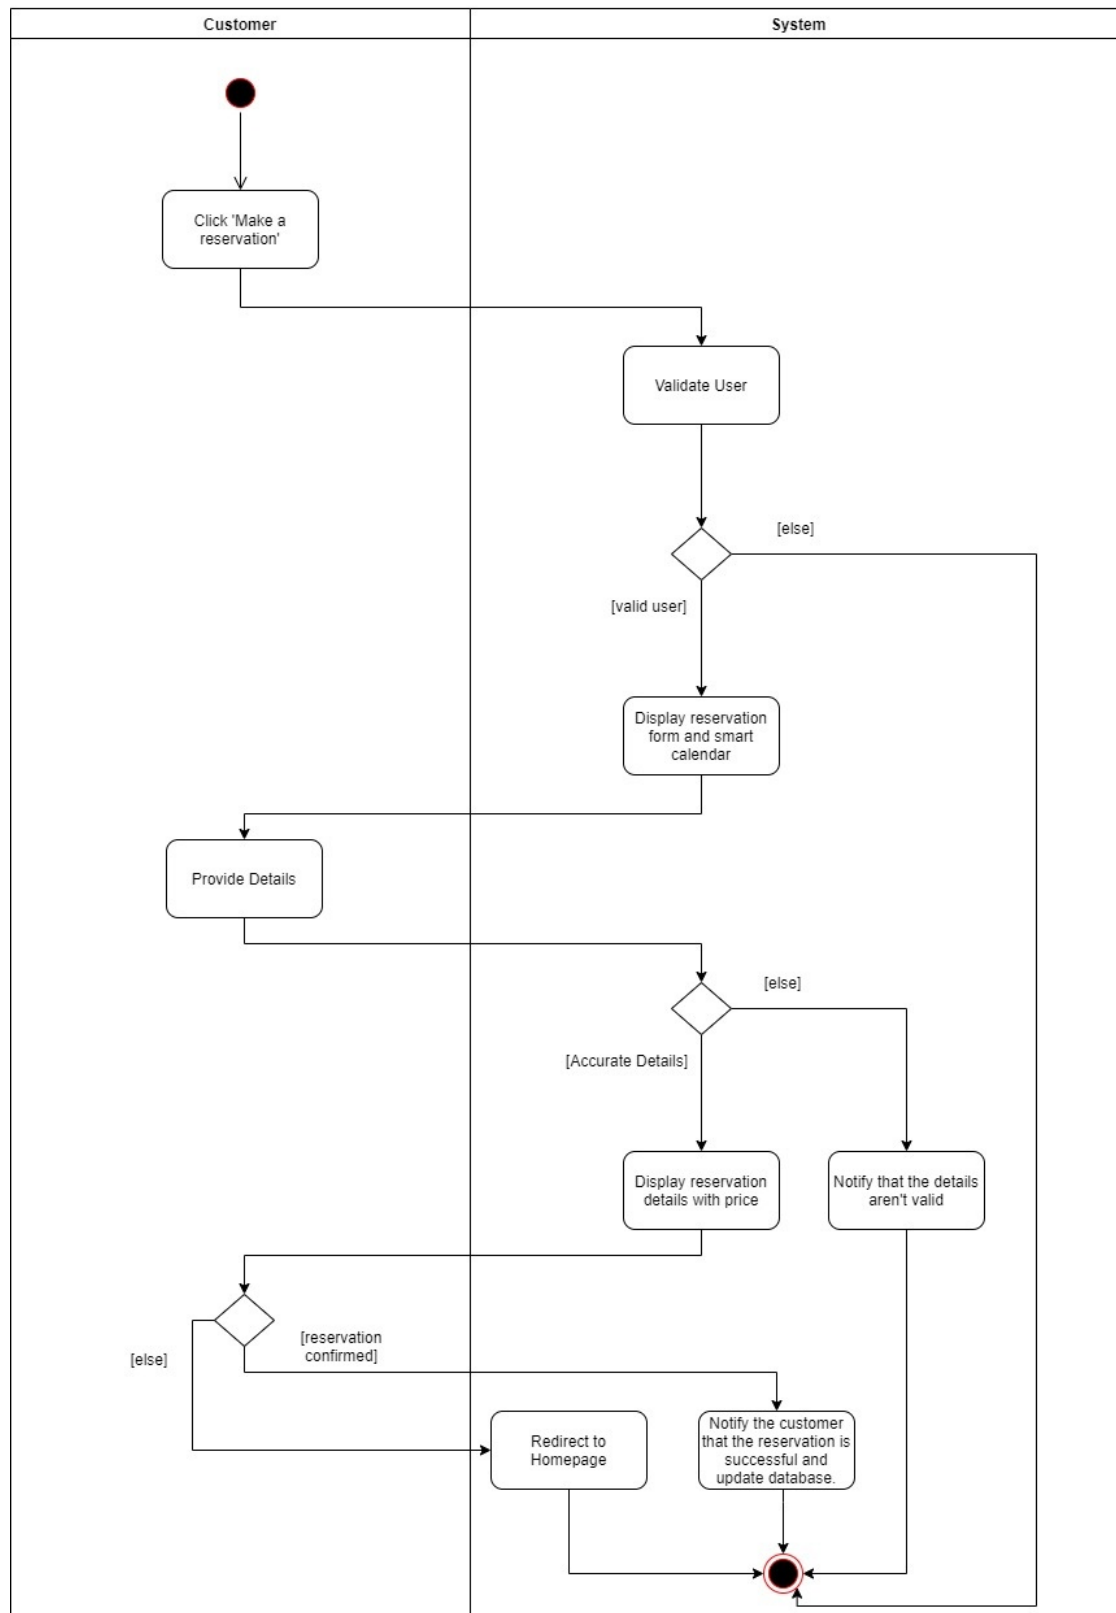 Customer
System
Click 'Make a
reservation'
Validate User
[else]
[valid user]
Display reservation
form and smart
calendar
Provide Details
[else]
[Accurate Details]
Display reservation
details with price
Notify that the details
aren't valid
[reservation
confirmed]
[else]
Redirect to
Homepage
Notify the customer
that the reservation is
successful and
update database.